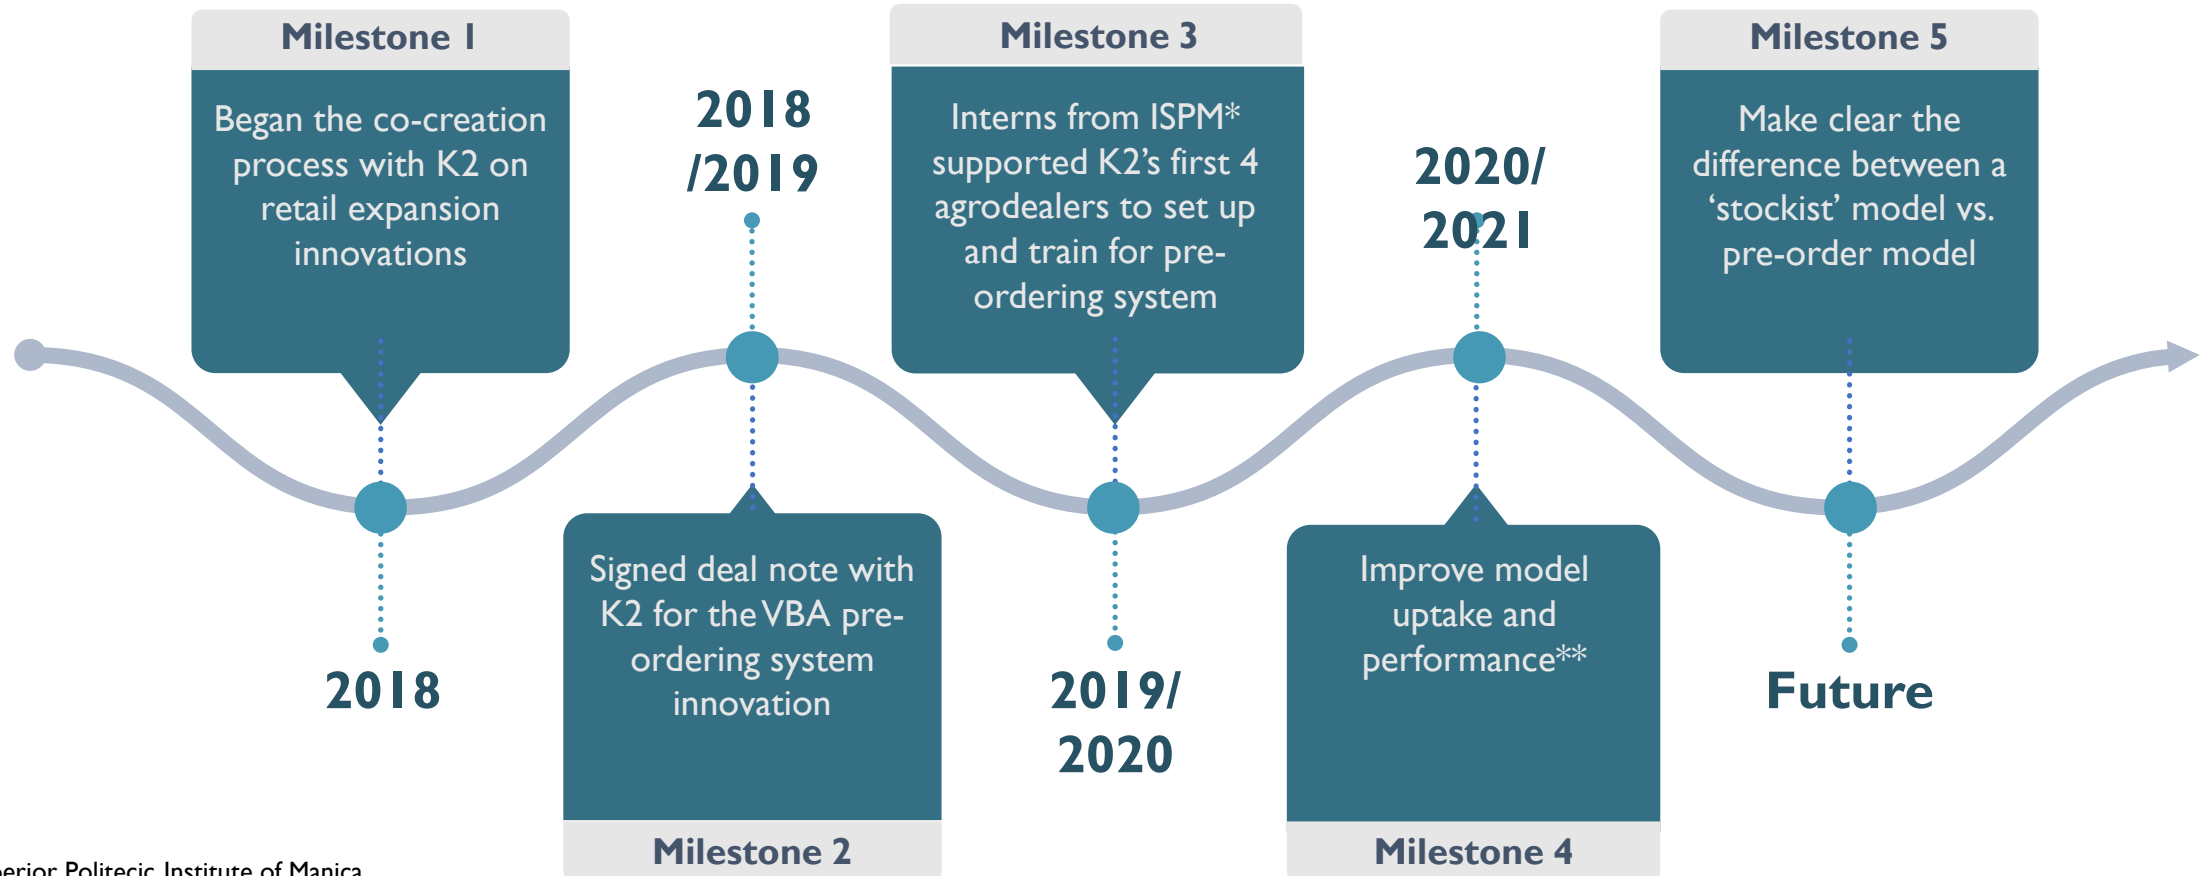 Milestone 1
Began the co-creation
process with K2 on
retail expansion
innovations
2018
2018
/2019
Signed deal note with
K2 for the VBA pre-
ordering system
innovation
Milestone 2
Milestone 3
Interns from ISPM*
supported K2’s first 4
agrodealers to set up
and train for pre-
ordering system
2019/
2020
2020/
2021
Improve model
uptake and
performance**
Milestone 4
Milestone 5
Make clear the
difference between a
‘stockist’ model vs.
pre-order model
Future
Politecic Institute of Manica